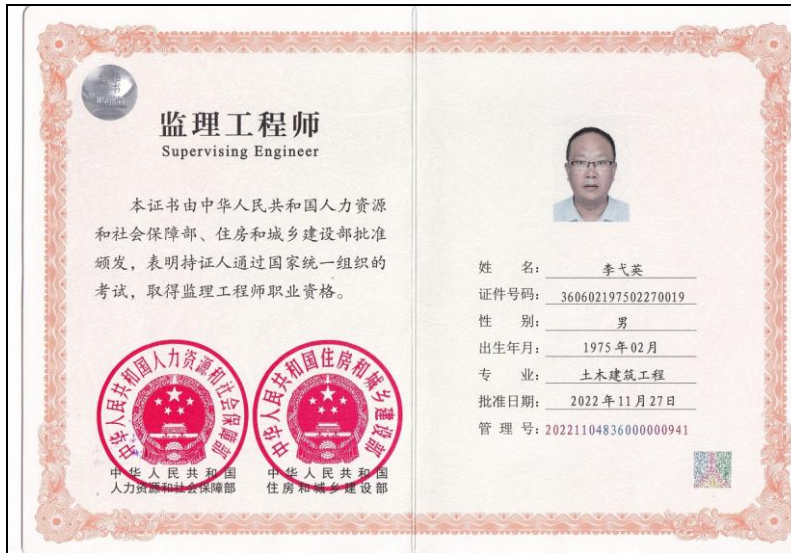 监理工程师
Supervising Engineer
本证书由中华人民共和国人力资源
和社会保障部、住房和城乡建设部批准
颁发，表明持证人通过国家统一组织的
考试，取得监理工程师职业资格。
中华人民共和国人力资源和社会保障部
中华人民共和国住房和城乡建设部
中华人民共和国
人力资源和社会保障部
中华人民共和国
住房和城乡建设部
姓 名：李弋英
证件号码：360602197502270019
性 别：男
出生年月：1975年02月
专 业：土木建筑工程
批准日期：2022年11月27日
管 理 号：20221104836000000941